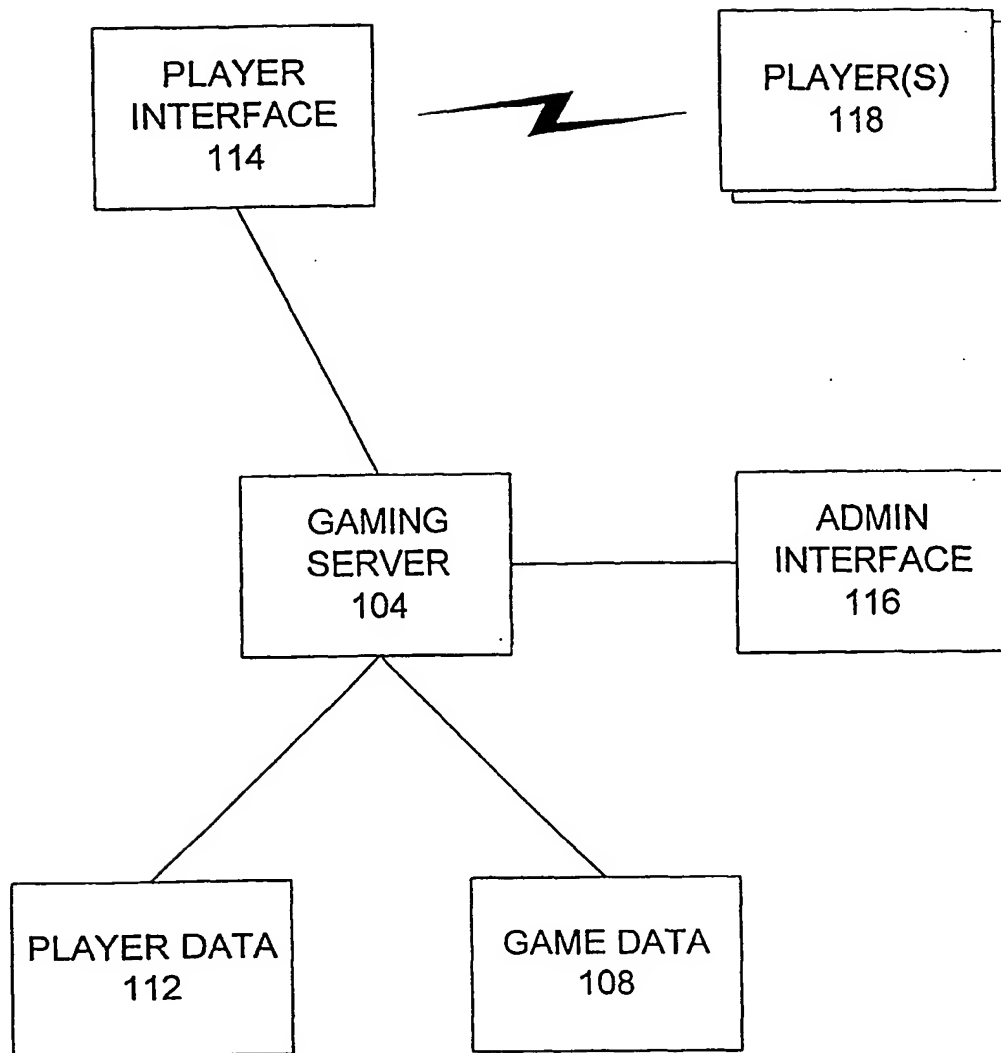 PLAYER
INTERFACE
114
PLAYER(S)
118
GAMING
SERVER
104
ADMIN
INTERFACE
116
PLAYER DATA
112
GAME DATA
108